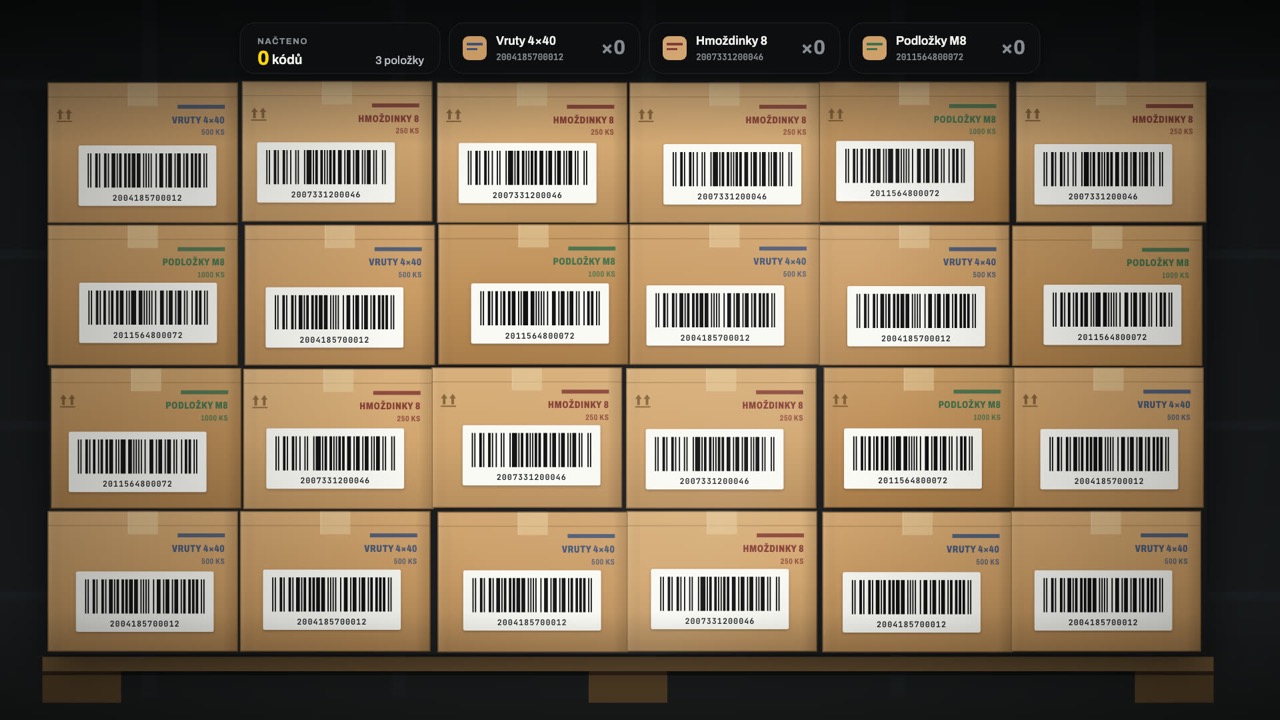 NAČTENO
0 kódů
3 položky
Vruty 4×40
2004185700012
×0
Hmoždinky 8
2007331200046
×0
Podložky M8
2011564800072
×0
VRUTY 4×40
500 KS
2004185700012
HMOŽDINKY 8
250 KS
2007331200046
HMOŽDINKY 8
250 KS
2007331200046
HMOŽDINKY 8
250 KS
2007331200046
PODLOŽKY M8
1000 KS
2011564800072
HMOŽDINKY 8
250 KS
2007331200046
PODLOŽKY M8
1000 KS
2011564800072
VRUTY 4×40
500 KS
2004185700012
PODLOŽKY M8
1000 KS
2011564800072
VRUTY 4×40
500 KS
2004185700012
VRUTY 4×40
500 KS
2004185700012
PODLOŽKY M8
1000 KS
2011564800072
PODLOŽKY M8
1000 KS
2011564800072
HMOŽDINKY 8
250 KS
2007331200046
HMOŽDINKY 8
250 KS
2007331200046
HMOŽDINKY 8
250 KS
2007331200046
PODLOŽKY M8
1000 KS
2011564800072
VRUTY 4×40
500 KS
2004185700012
VRUTY 4×40
500 KS
2004185700012
VRUTY 4×40
500 KS
2004185700012
VRUTY 4×40
500 KS
2004185700012
HMOŽDINKY 8
250 KS
2007331200046
VRUTY 4×40
500 KS
2004185700012
VRUTY 4×40
500 KS
2004185700012